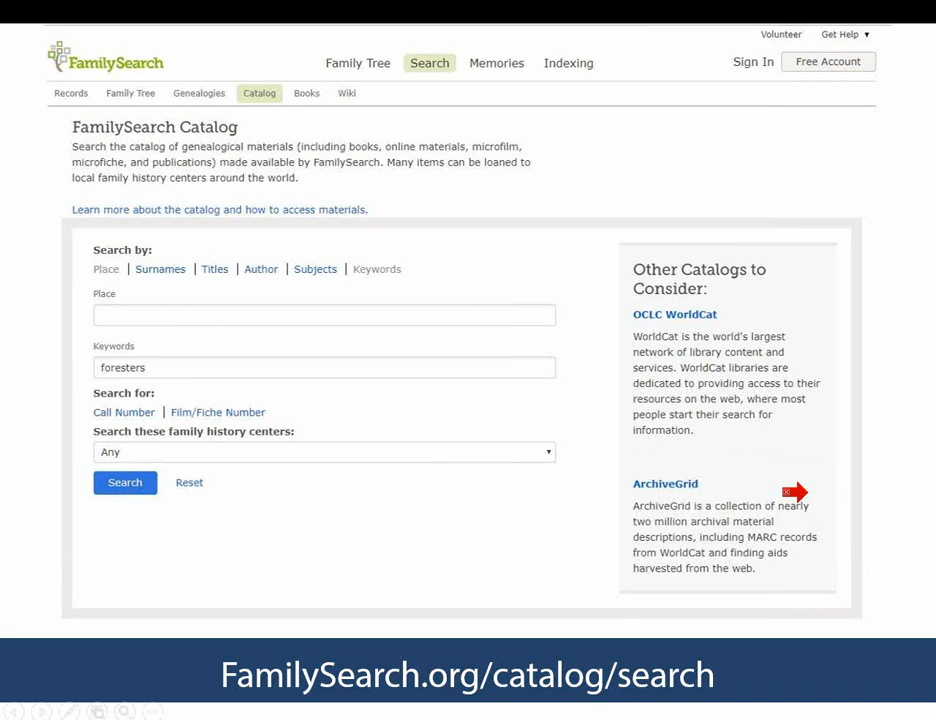 Volunteer Get Help ▼
FamilySearch
Family Tree Search Memories Indexing Sign In Free Account
Records Family Tree Genealogies Catalog Books Wiki
FamilySearch Catalog
Search the catalog of genealogical materials (including books, online materials, microfilm,
microfiche, and publications) made available by FamilySearch. Many items can be loaned to
local family history centers around the world.
Learn more about the catalog and how to access materials.
Search by:
Place | Surnames | Titles | Author | Subjects | Keywords
Place
Keywords
foresters
Search for:
Call Number | Film/Fiche Number
Search these family history centers:
Any
Search Reset
Other Catalogs to
Consider:
OCLC WorldCat
WorldCat is the world's largest
network of library content and
services. WorldCat libraries are
dedicated to providing access to their
resources on the web, where most
people start their search for
information.
ArchiveGrid
ArchiveGrid is a collection of nearly
two million archival material
descriptions, including MARC records
from WorldCat and finding aids
harvested from the web.
FamilySearch.org/catalog/search